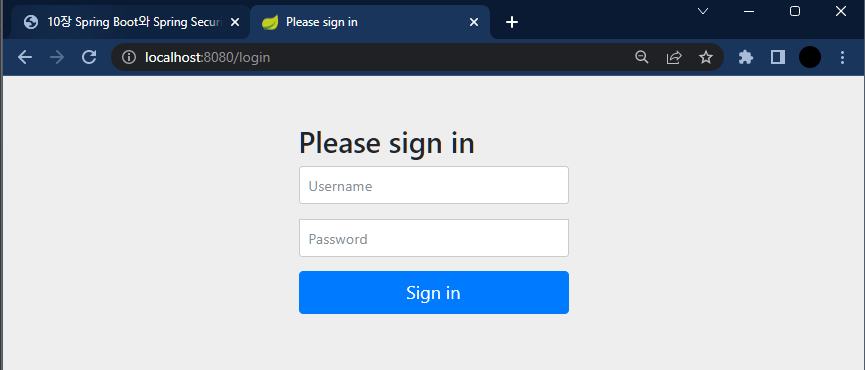 10장 Spring Boot와 Spring Securi
Please sign in
localhost:8080/login
Please sign in
Username
Password
Sign in